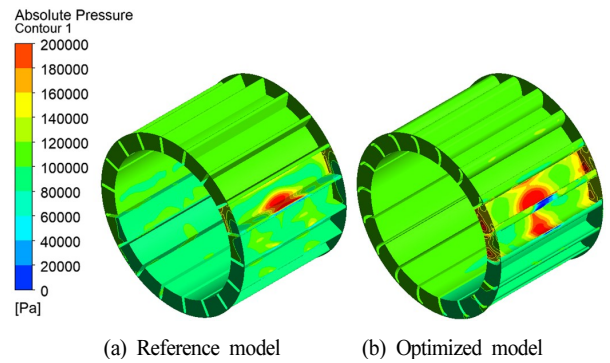 Absolute Pressure
Contour 1
200000
180000
160000
140000
120000
100000
80000
60000
40000
20000
0
[Pa]
(a) Reference model
(b) Optimized model